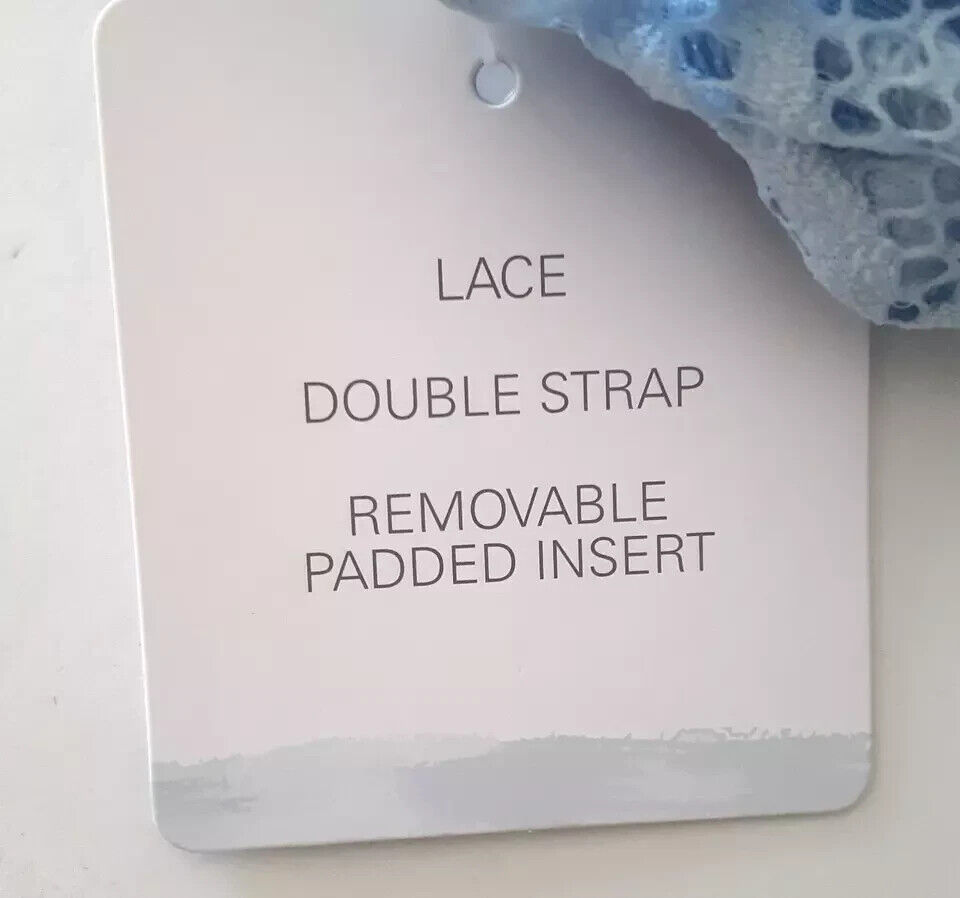 LACE
DOUBLE STRAP
REMOVABLE
PADDED INSERT